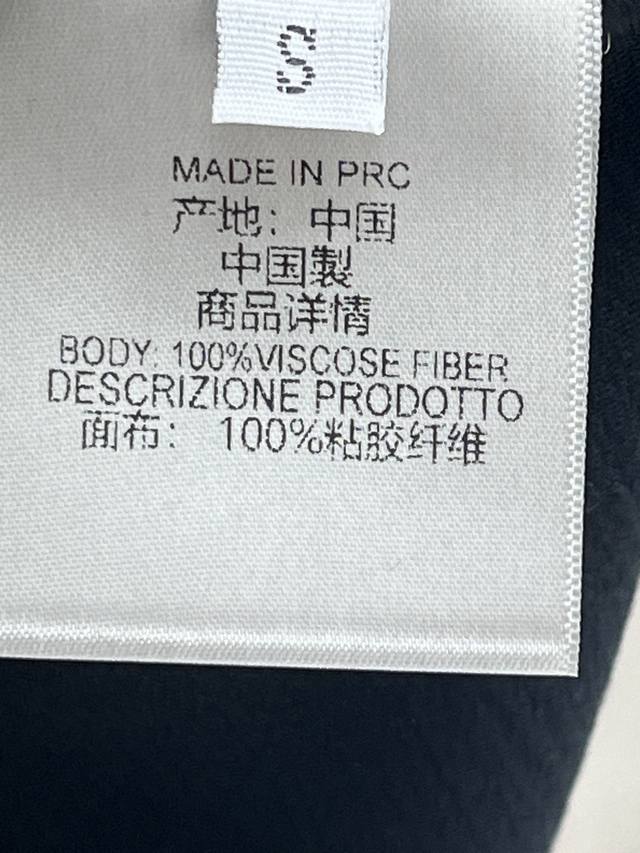 S
MADE IN PRC
产地：中国
中国製
商品详情
BODY: 100%VISCOSE FIBER
DESCRIZIONE PRODOTTO
面布： 100%粘胶纤维